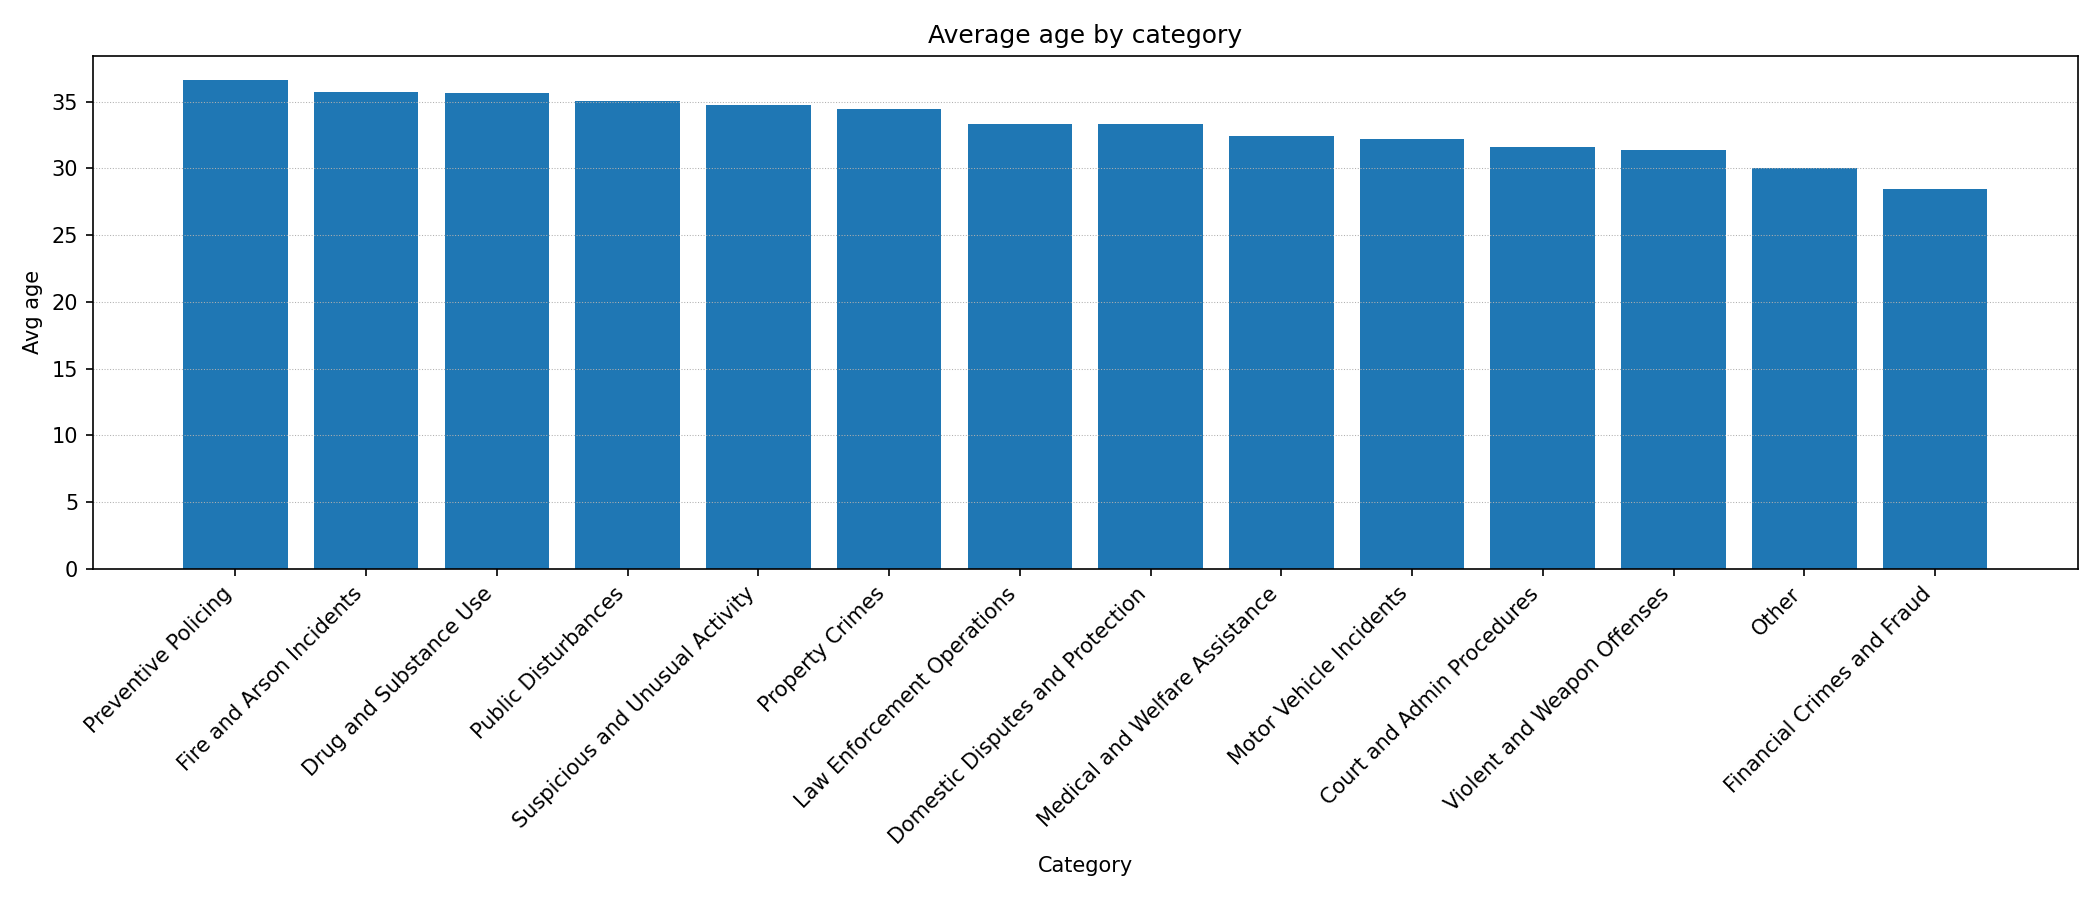 Average age by category
Avg age
35
30
25
20
15
10
5
0
Preventive Policing
Fire and Arson Incidents
Drug and Substance Use
Public Disturbances
Suspicious and Unusual Activity
Property Crimes
Law Enforcement Operations
Domestic Disputes and Protection
Medical and Welfare Assistance
Motor Vehicle Incidents
Court and Admin Procedures
Violent and Weapon Offenses
Other
Financial Crimes and Fraud
Category